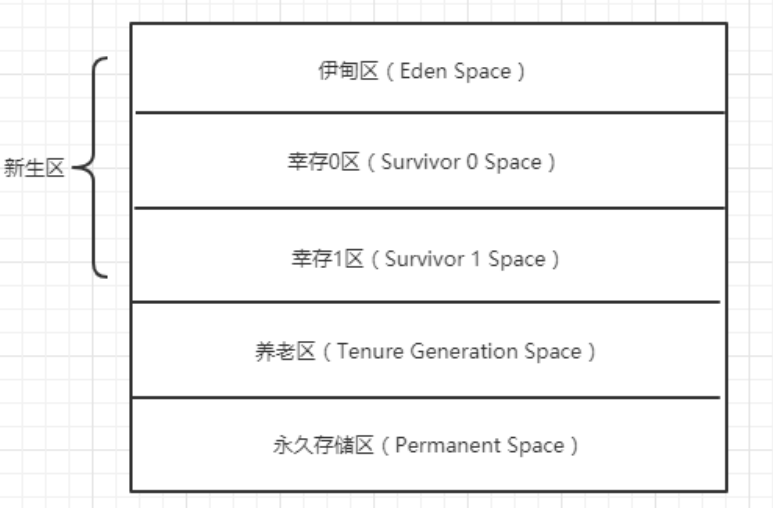 伊甸区（Eden Space）
幸存0区（Survivor 0 Space）
新生区
幸存1区（Survivor 1 Space）
养老区（Tenure Generation Space）
永久存储区（Permanent Space）